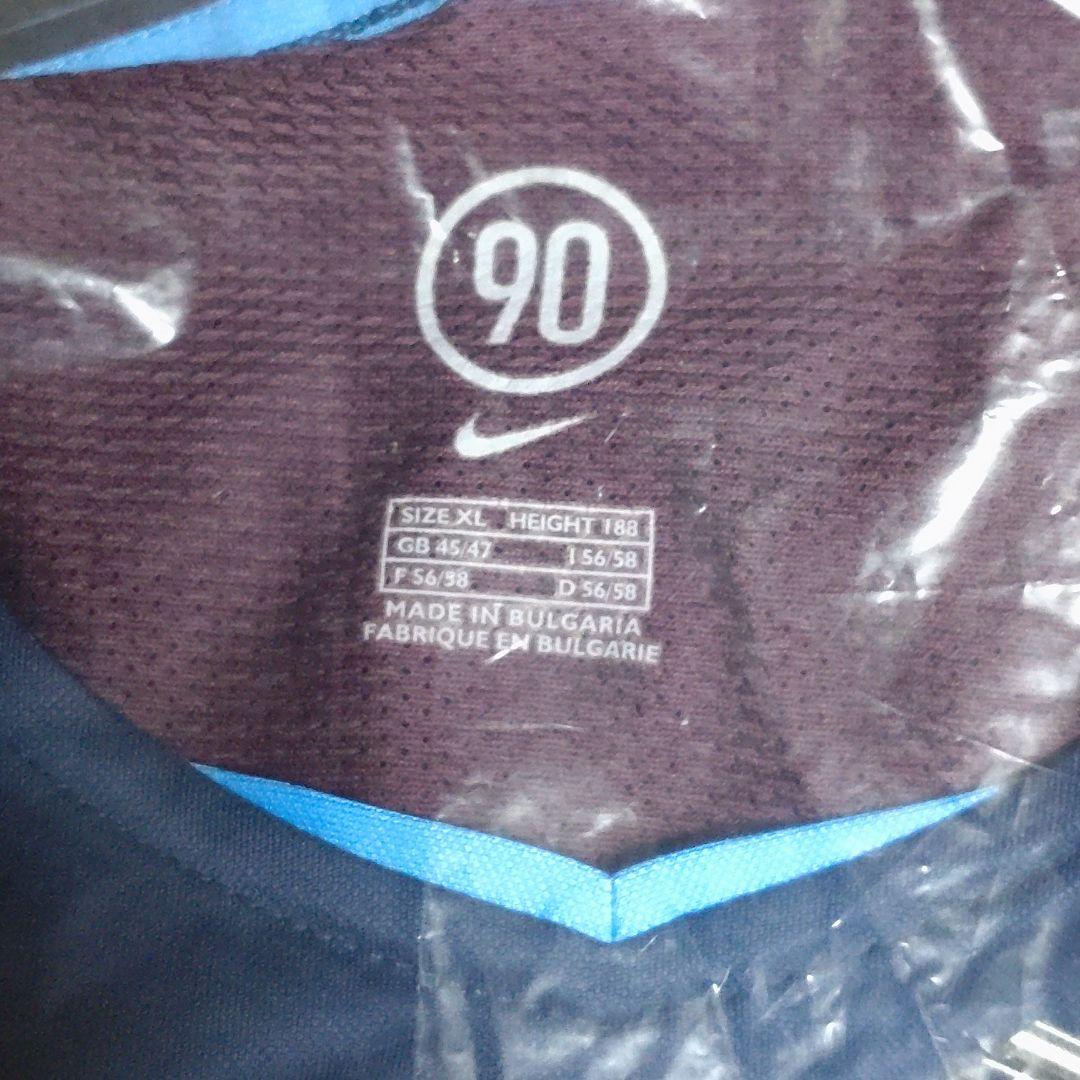 90
SIZE XL HEIGHT 188
GB 45/47 I 56/58
F 56/58 D 56/58
MADE IN BULGARIA
FABRIQUE EN BULGARIE